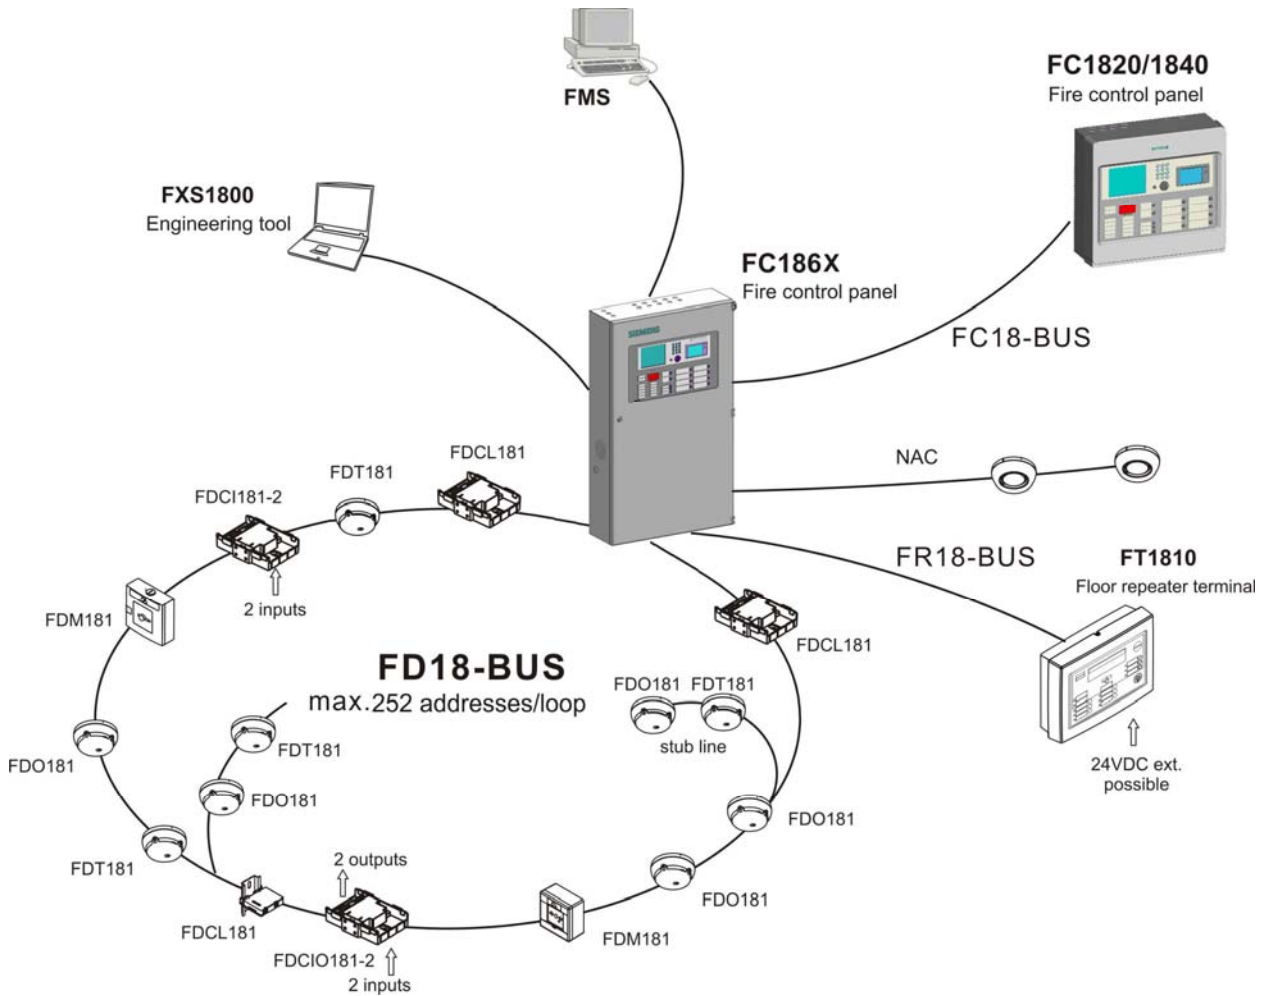 FMS
FC1820/1840
Fire control panel
FXS1800
Engineering tool
FC186X
Fire control panel
SIEMENS
FC18-BUS
NAC
FDCL181
FDT181
FDCI181-2
2 inputs
FDM181
FR18-BUS
FT1810
Floor repeater terminal
FDCL181
FD18-BUS
max.252 addresses/loop
FDO181
FDT181
stub line
FDT181
FDO181
FDO181
24VDC ext.
possible
FDO181
FDT181
2 outputs
FDO181
FDCL181
FDM181
FDCIO181-2
2 inputs